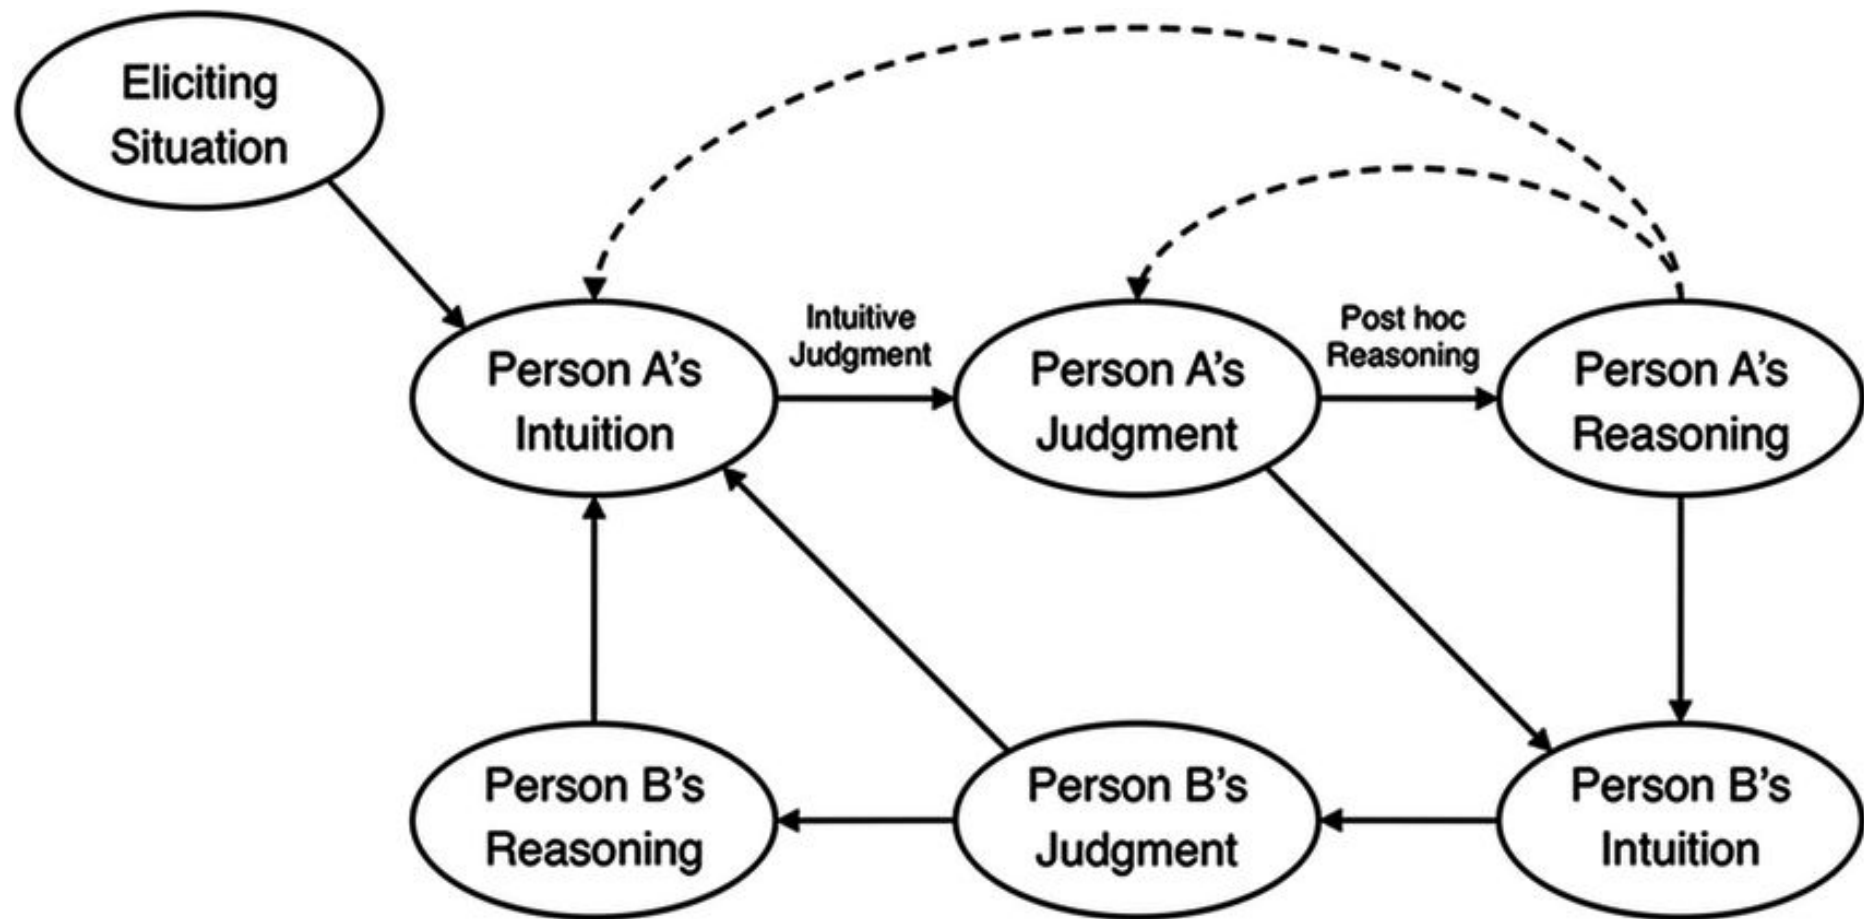 Eliciting
Situation
Person A’s
Intuition
Intuitive
Judgment
Person A’s
Judgment
Post hoc
Reasoning
Person A’s
Reasoning
Person B’s
Reasoning
Person B’s
Judgment
Person B’s
Intuition